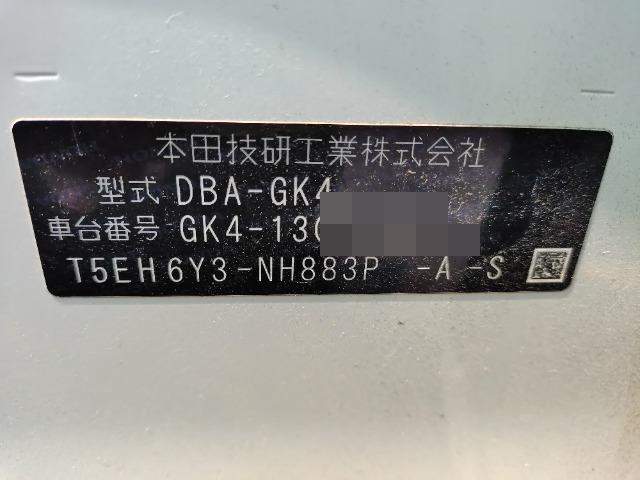 本田技研工業株式会社
型式 DBA-GK4
車台番号 GK4-130
T5EH6Y3-NH883P -A -S